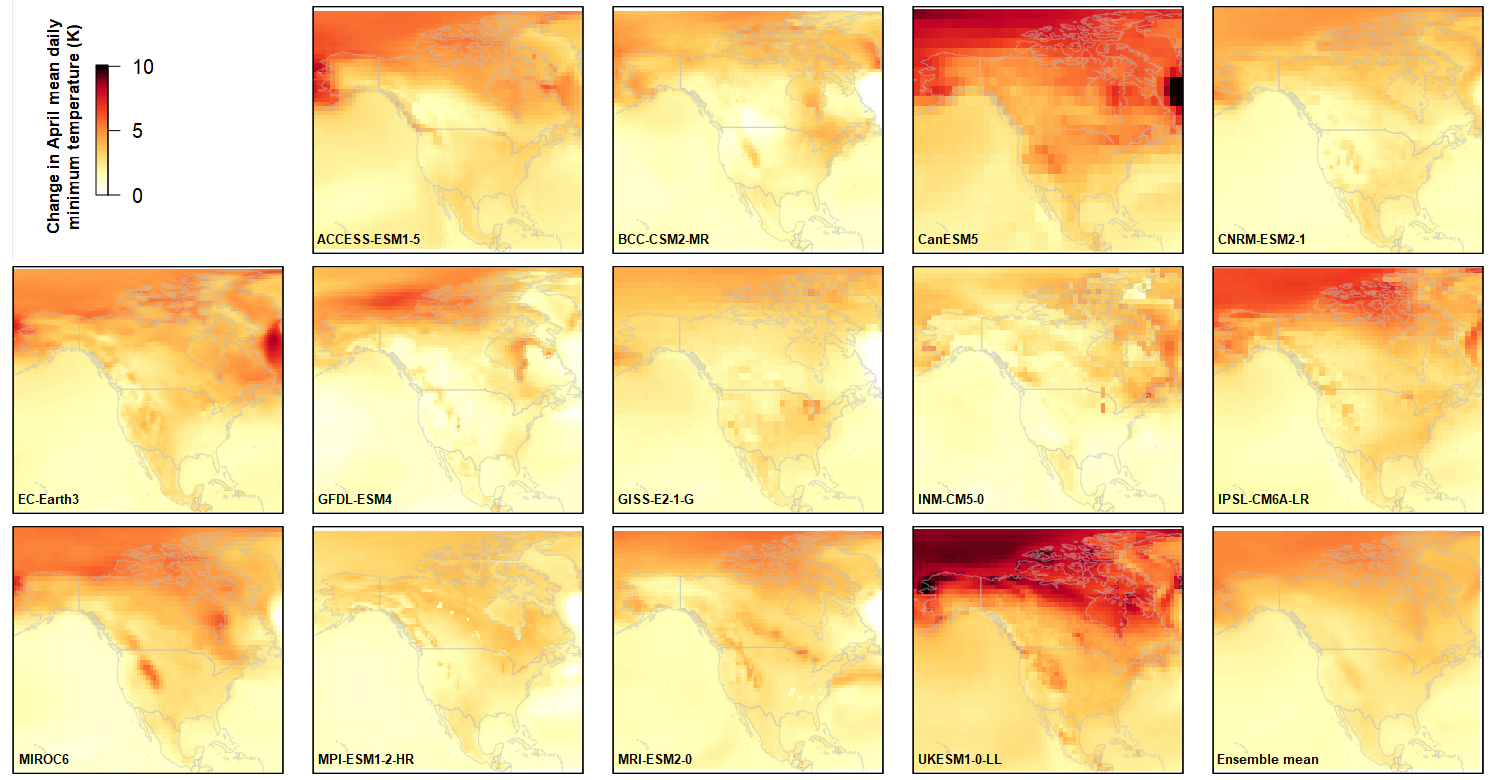 Change in April mean daily
minimum temperature (K)
10
5
0
ACCESS-ESM1-5
BCC-CSM2-MR
CanESM5
CNRM-ESM2-1
EC-Earth3
GFDL-ESM4
GISS-E2-1-G
INM-CM5-0
IPSL-CM6A-LR
MIROC6
MPI-ESM1-2-HR
MRI-ESM2-0
UKESM1-0-LL
Ensemble mean